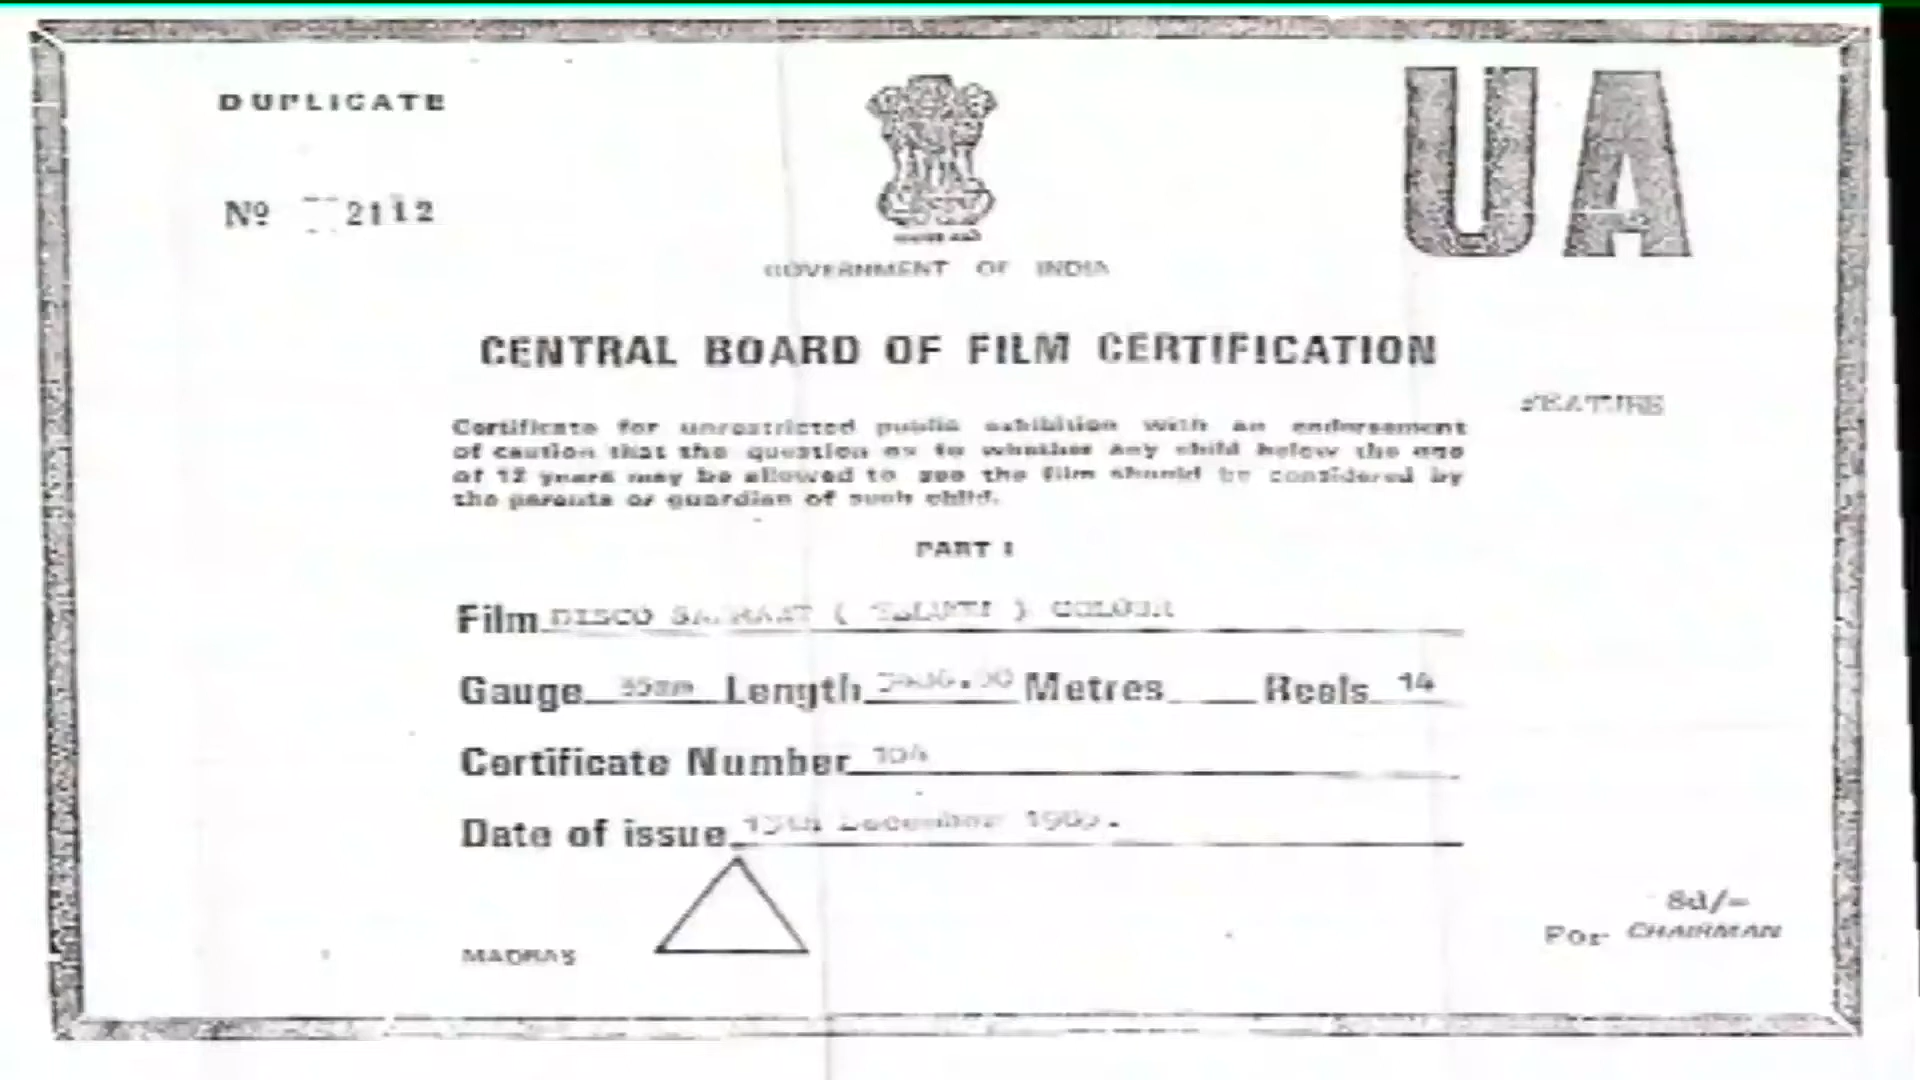 DUPLICATE
UA
Nº 2112
GOVERNMENT OF INDIA
CENTRAL BOARD OF FILM CERTIFICATION
FEATURE
Certificate for unrestricted public exhibition with an endorsement
of caution that the question as to whether any child below the age
of 12 years may be allowed to see the film should be considered by
the parents or guardian of such child.
PART I
Film DISCO SAMRAAT ( TELUGU ) COLOUR
Gauge 35mm Length Metres Reels 14
Certificate Number
Date of issue December
Sd/-
For CHAIRMAN
MADRAS